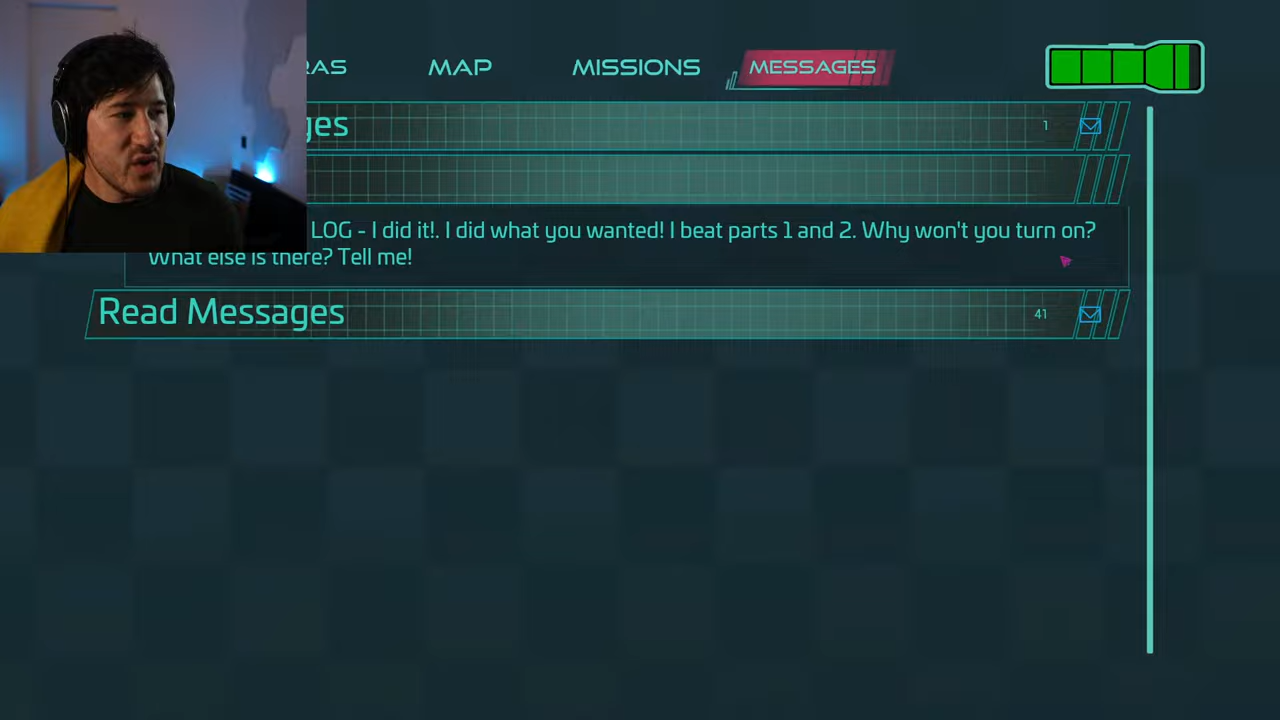 RAS MAP MISSIONS MESSAGES
ges 1
LOG - I did it!. I did what you wanted! I beat parts 1 and 2. Why won't you turn on?
What else is there? Tell me!
Read Messages 41